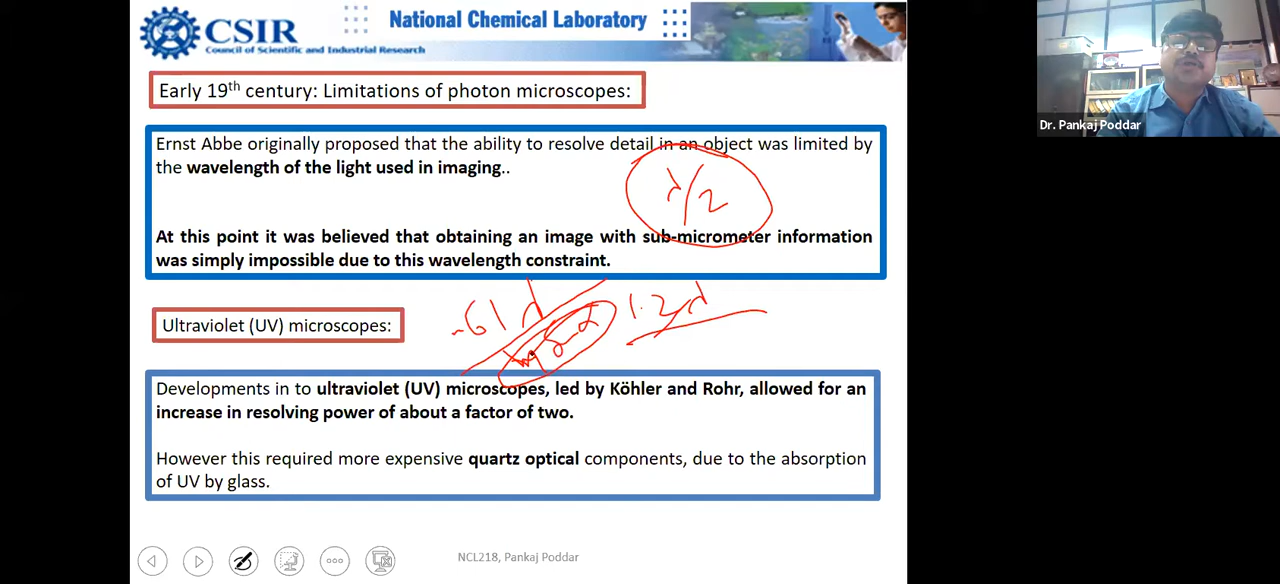 CSIR
Council of Scientific and Industrial Research
National Chemical Laboratory
Dr. Pankaj Poddar
Early 19th century: Limitations of photon microscopes:
Ernst Abbe originally proposed that the ability to resolve detail in an object was limited by
the wavelength of the light used in imaging..
λ/2
At this point it was believed that obtaining an image with sub-micrometer information
was simply impossible due to this wavelength constraint.
.61 λ
1.2 λ
Ultraviolet (UV) microscopes:
Developments in to ultraviolet (UV) microscopes, led by Köhler and Rohr, allowed for an
increase in resolving power of about a factor of two.
However this required more expensive quartz optical components, due to the absorption
of UV by glass.
NCL218, Pankaj Poddar